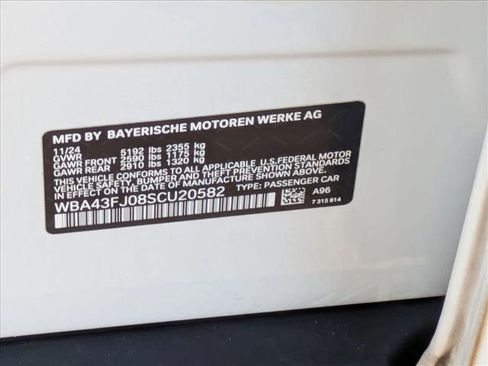 MFD BY BAYERISCHE MOTOREN WERKE AG
11/24
GVWR 5192 lbs 2355 kg
GAWR FRONT 2590 lbs 1175 kg
GAWR REAR 2910 lbs 1320 kg
THIS VEHICLE CONFORMS TO ALL APPLICABLE U.S.FEDERAL MOTOR
VEHICLE SAFETY, BUMPER, AND THEFT PREVENTION STANDARDS
IN EFFECT ON THE DATE OF MANUFACTURE SHOWN ABOVE.
WBA43FJ08SCU20582 TYPE: PASSENGER CAR
A96
7 315 014